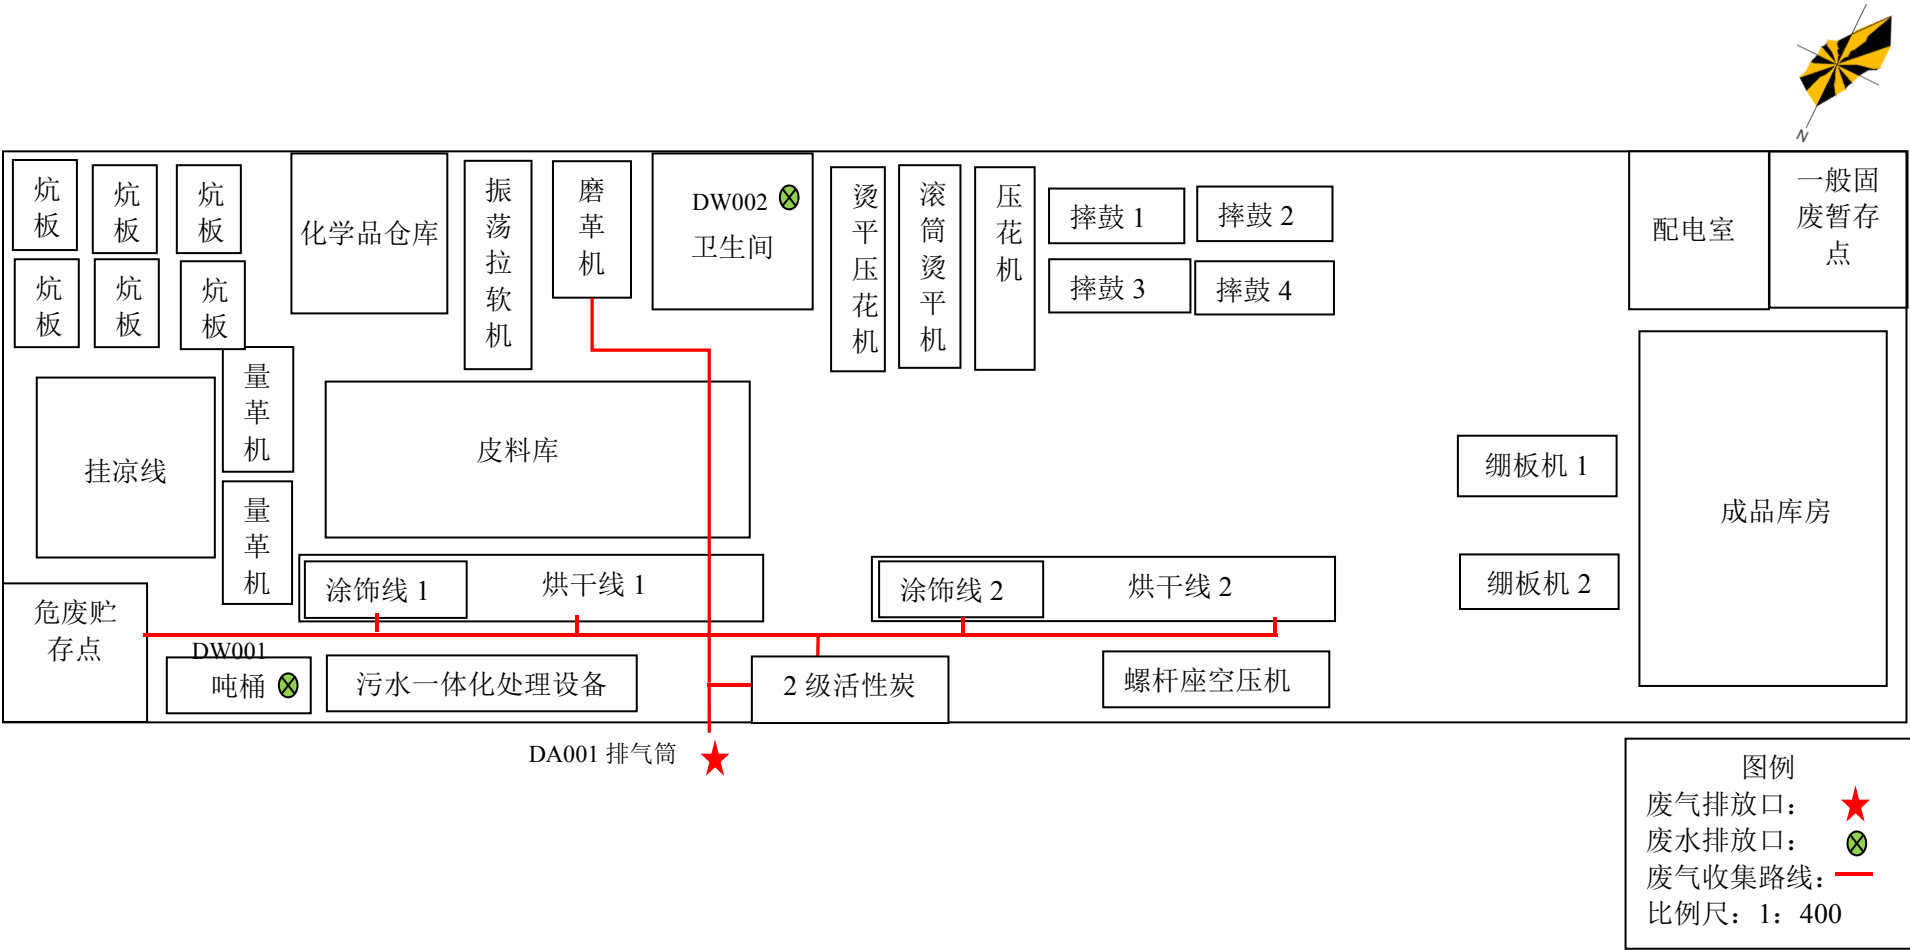 N
炕
板
炕
板
炕
板
炕
板
炕
板
炕
板
化学品仓库
振
荡
拉
软
机
磨
革
机
DW002
卫生间
烫
平
压
花
机
滚
筒
烫
平
机
压
花
机
摔鼓 1
摔鼓 2
摔鼓 3
摔鼓 4
配电室
一般固
废暂存
点
量
革
机
挂凉线
皮料库
绷板机 1
成品库房
量
革
机
涂饰线 1
烘干线 1
涂饰线 2
烘干线 2
绷板机 2
危废贮
存点
DW001
吨桶
污水一体化处理设备
2 级活性炭
螺杆座空压机
DA001 排气筒
图例
废气排放口：
废水排放口：
废气收集路线：
比例尺：1：400